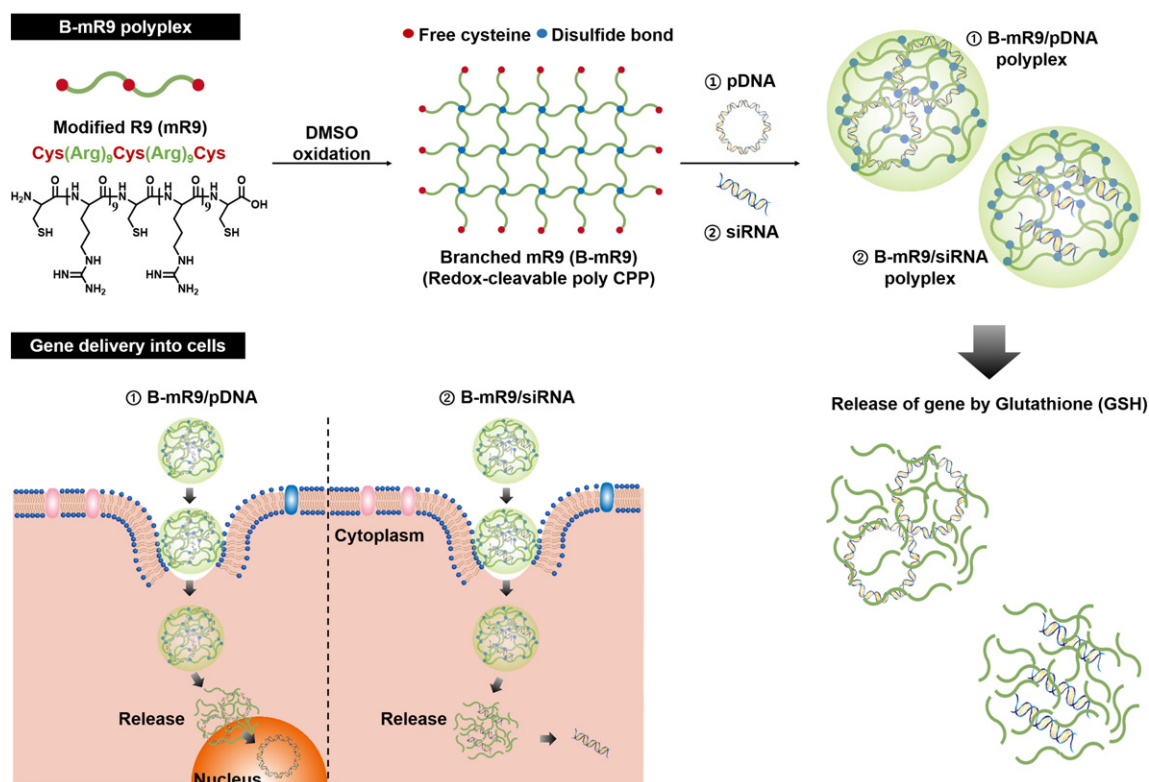 B-mR9 polyplex
Modified R9 (mR9)
Cys(Arg)₉Cys(Arg)₉Cys
H₂N
O
H
N
9
O
H
N
O
H
N
9
O
H
N
O
OH
SH
SH
SH
NH
NH
HN
NH₂
HN
NH₂
DMSO
oxidation
Free cysteine
Disulfide bond
Branched mR9 (B-mR9)
(Redox-cleavable poly CPP)
① pDNA
② siRNA
① B-mR9/pDNA
polyplex
② B-mR9/siRNA
polyplex
Release of gene by Glutathione (GSH)
Gene delivery into cells
① B-mR9/pDNA
② B-mR9/siRNA
Cytoplasm
Release
Release
Nucleus